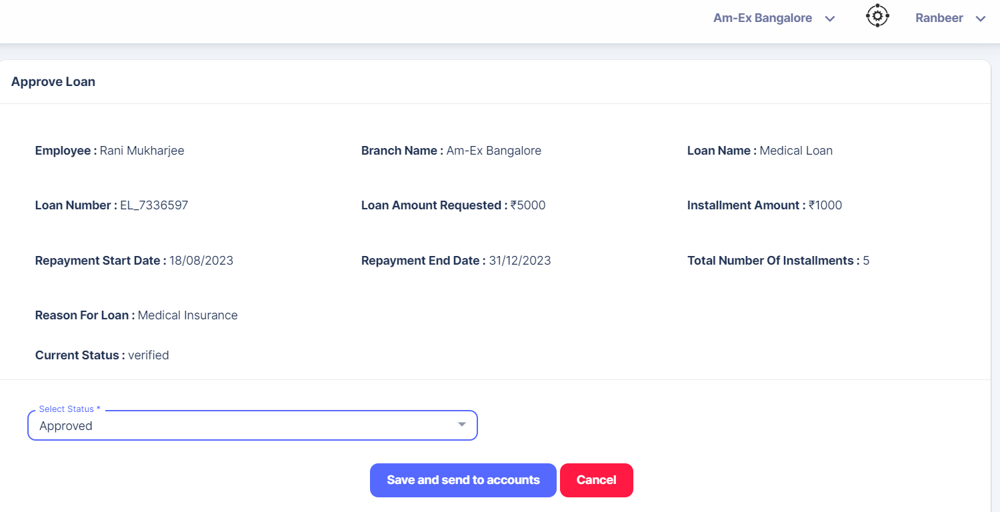 Am-Ex Bangalore Ranbeer
Approve Loan
Employee : Rani Mukharjee Branch Name : Am-Ex Bangalore Loan Name : Medical Loan
Loan Number : EL_7336597 Loan Amount Requested : ₹5000 Installment Amount : ₹1000
Repayment Start Date : 18/08/2023 Repayment End Date : 31/12/2023 Total Number Of Installments : 5
Reason For Loan : Medical Insurance
Current Status : verified
Select Status *
Approved
Save and send to accounts Cancel